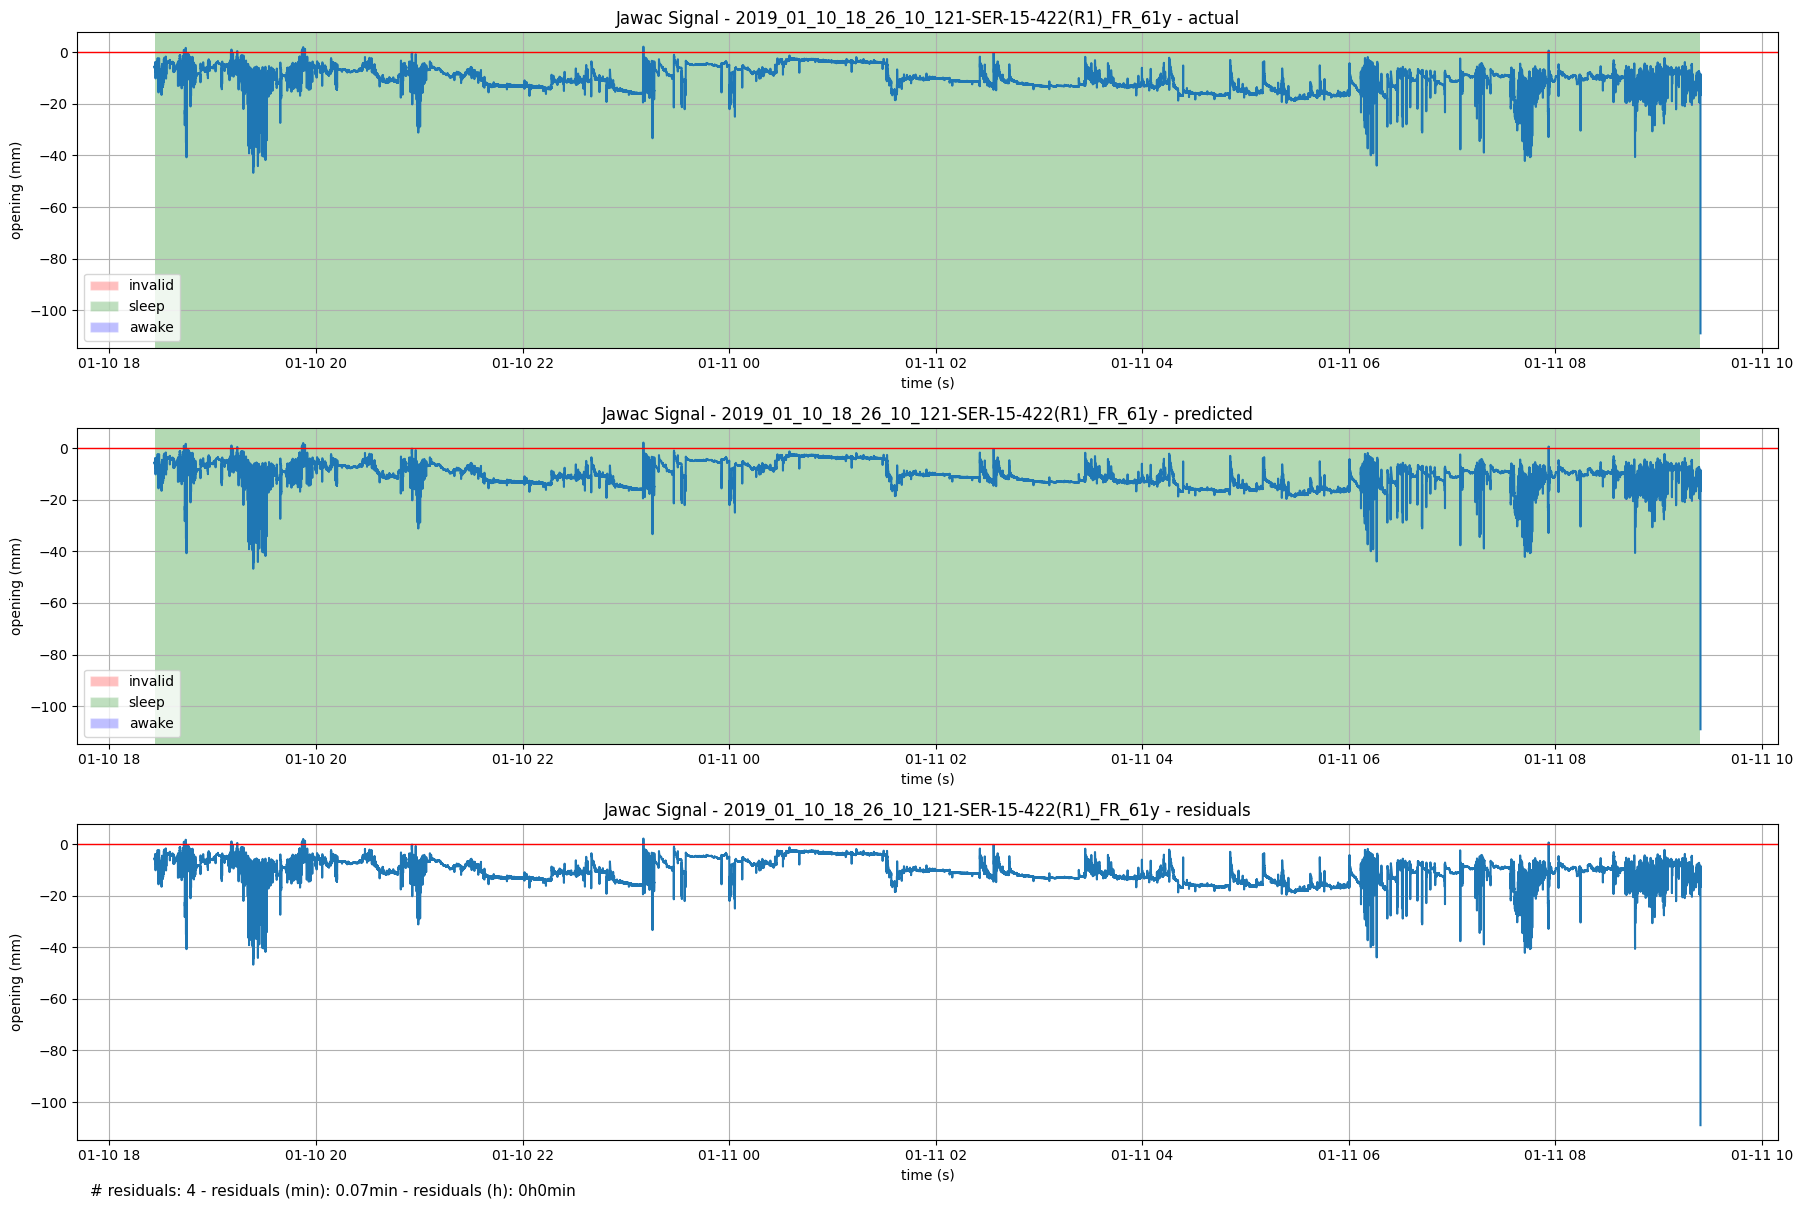 Jawac Signal - 2019_01_10_18_26_10_121-SER-15-422(R1)_FR_61y - actual
opening (mm)
0
−20
−40
−60
−80
−100
invalid
sleep
awake
01-10 18 01-10 20 01-10 22 01-11 00 01-11 02 01-11 04 01-11 06 01-11 08 01-11 10
time (s)
Jawac Signal - 2019_01_10_18_26_10_121-SER-15-422(R1)_FR_61y - predicted
opening (mm)
0
−20
−40
−60
−80
−100
invalid
sleep
awake
01-10 18 01-10 20 01-10 22 01-11 00 01-11 02 01-11 04 01-11 06 01-11 08 01-11 10
time (s)
Jawac Signal - 2019_01_10_18_26_10_121-SER-15-422(R1)_FR_61y - residuals
opening (mm)
0
−20
−40
−60
−80
−100
01-10 18 01-10 20 01-10 22 01-11 00 01-11 02 01-11 04 01-11 06 01-11 08 01-11 10
time (s)
# residuals: 4 - residuals (min): 0.07min - residuals (h): 0h0min